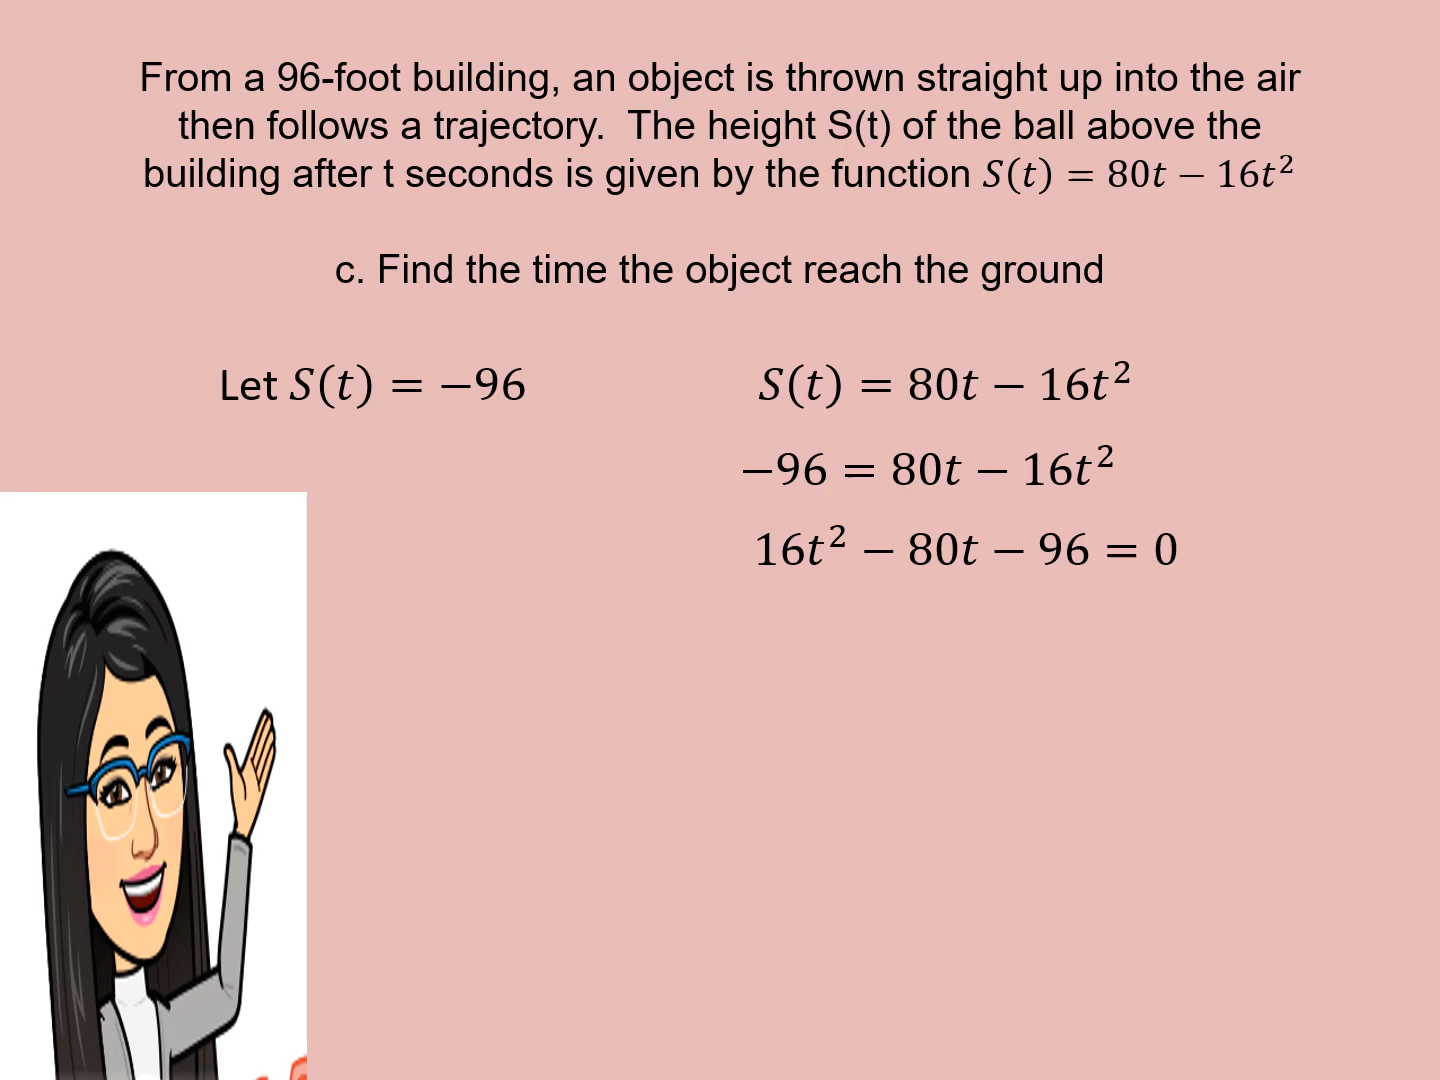 From a 96-foot building, an object is thrown straight up into the air
then follows a trajectory. The height S(t) of the ball above the
building after t seconds is given by the function 𝑆(𝑡) = 80𝑡 − 16𝑡²
c. Find the time the object reach the ground
Let 𝑆(𝑡) = −96
𝑆(𝑡) = 80𝑡 − 16𝑡²
−96 = 80𝑡 − 16𝑡²
16𝑡² − 80𝑡 − 96 = 0